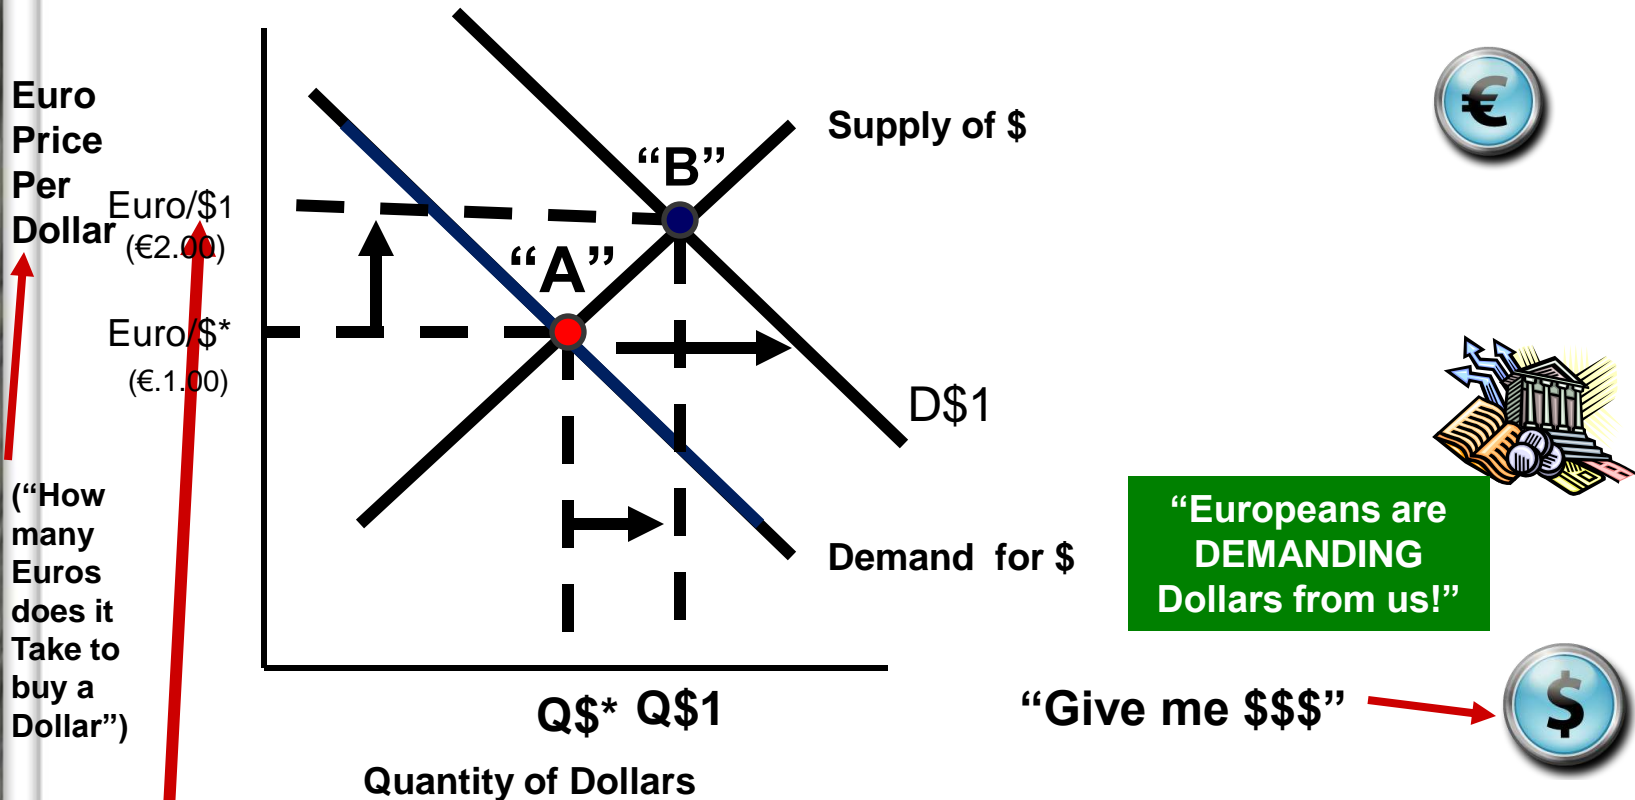 Euro
Price
Per
Dollar
Euro/$1
(€2.00)
Euro/$*
(€.1.00)
(“How
many
Euros
does it
Take to
buy a
Dollar”)
“B”
“A”
Supply of $
D$1
Demand for $
Q$* Q$1
Quantity of Dollars
€
“Europeans are
DEMANDING
Dollars from us!”
“Give me $$$”
$